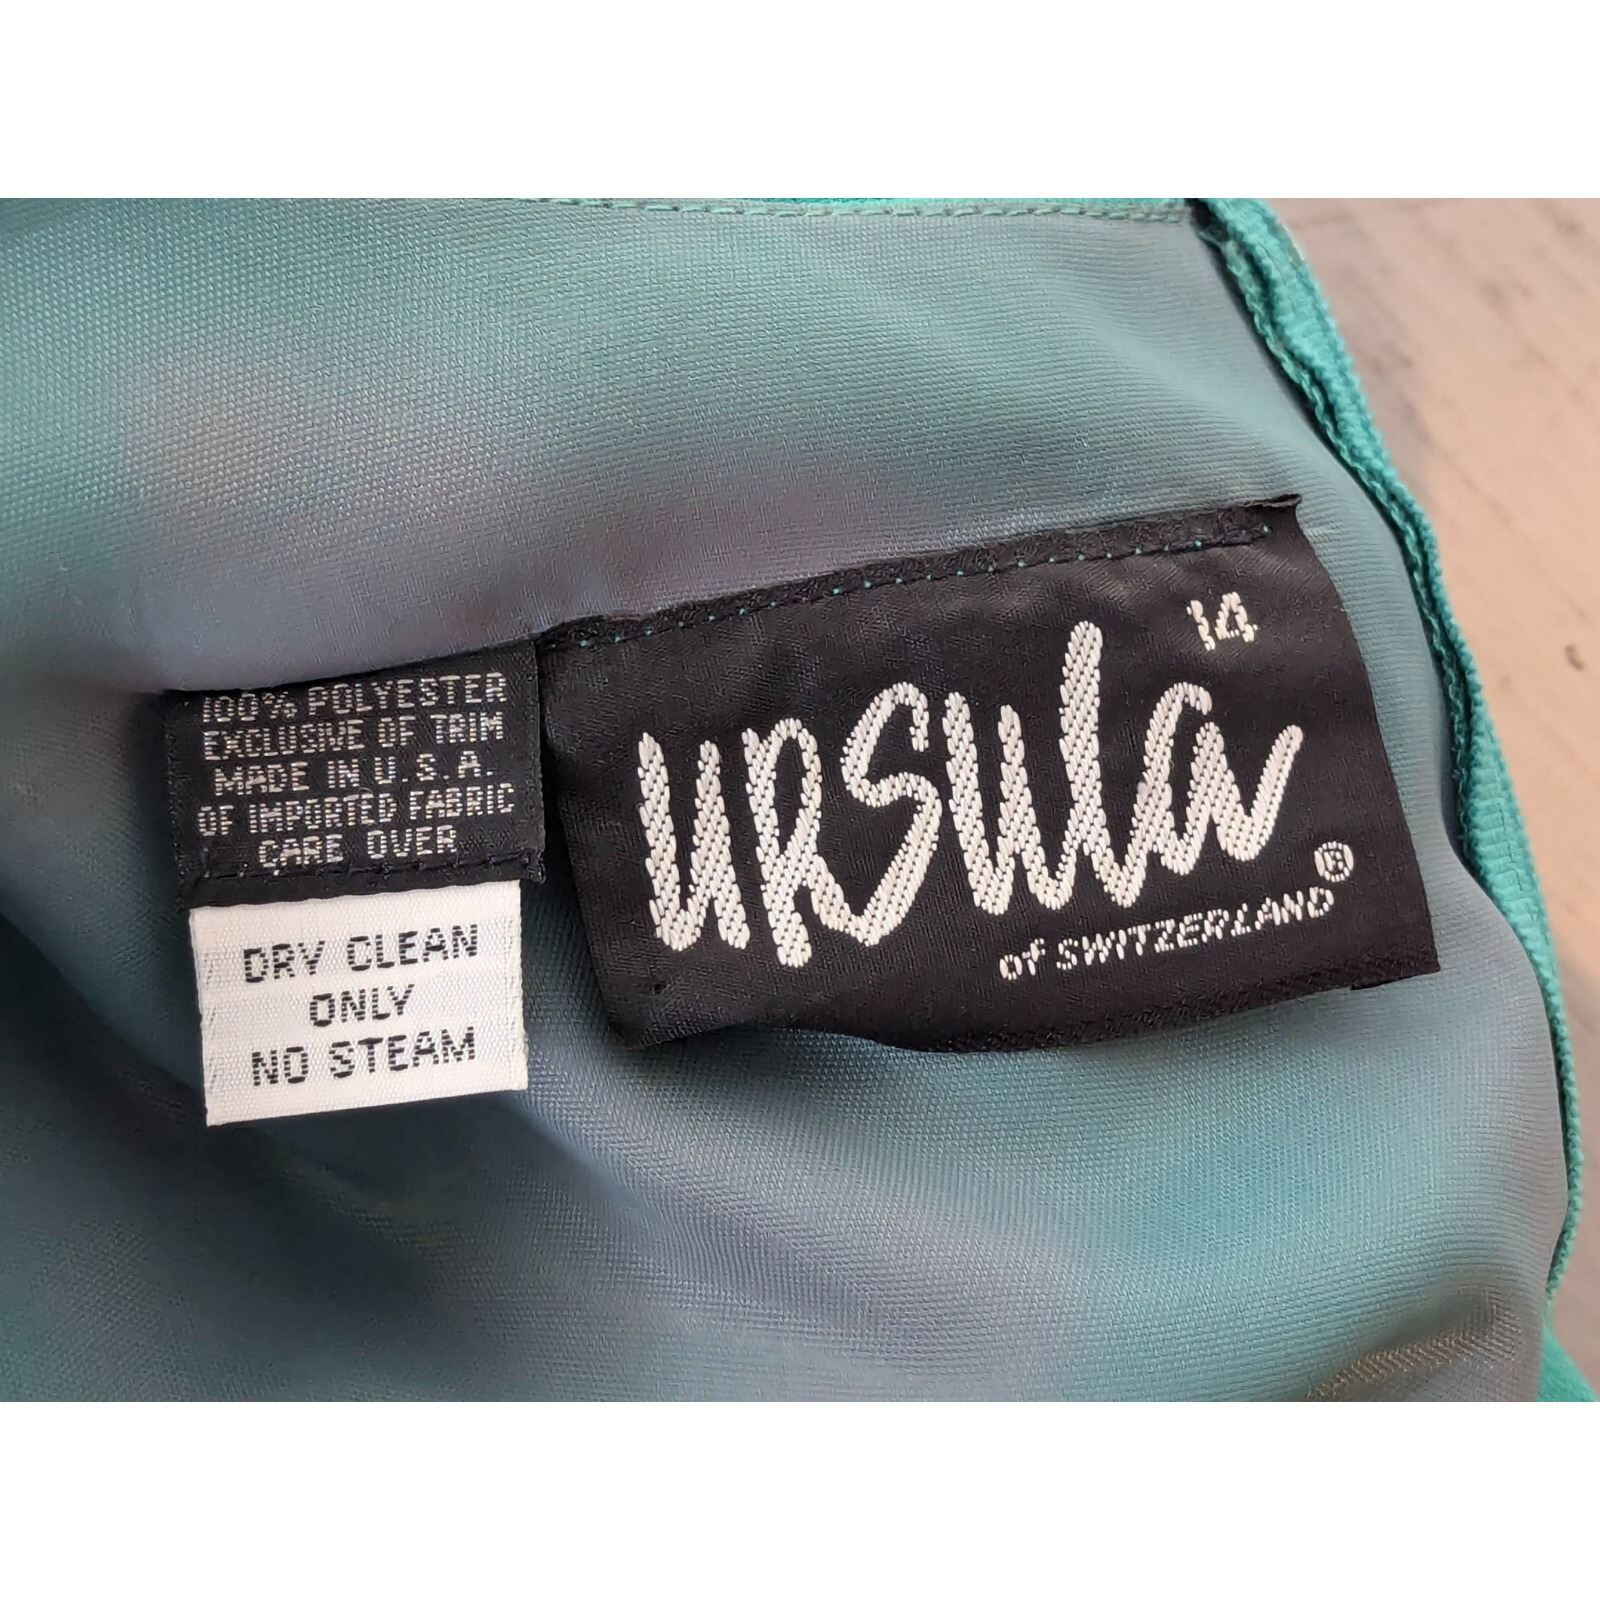 100% POLYESTER
EXCLUSIVE OF TRIM
MADE IN U.S.A.
OF IMPORTED FABRIC
CARE OVER
DRY CLEAN
ONLY
NO STEAM
14
ursula
of SWITZERLAND ®